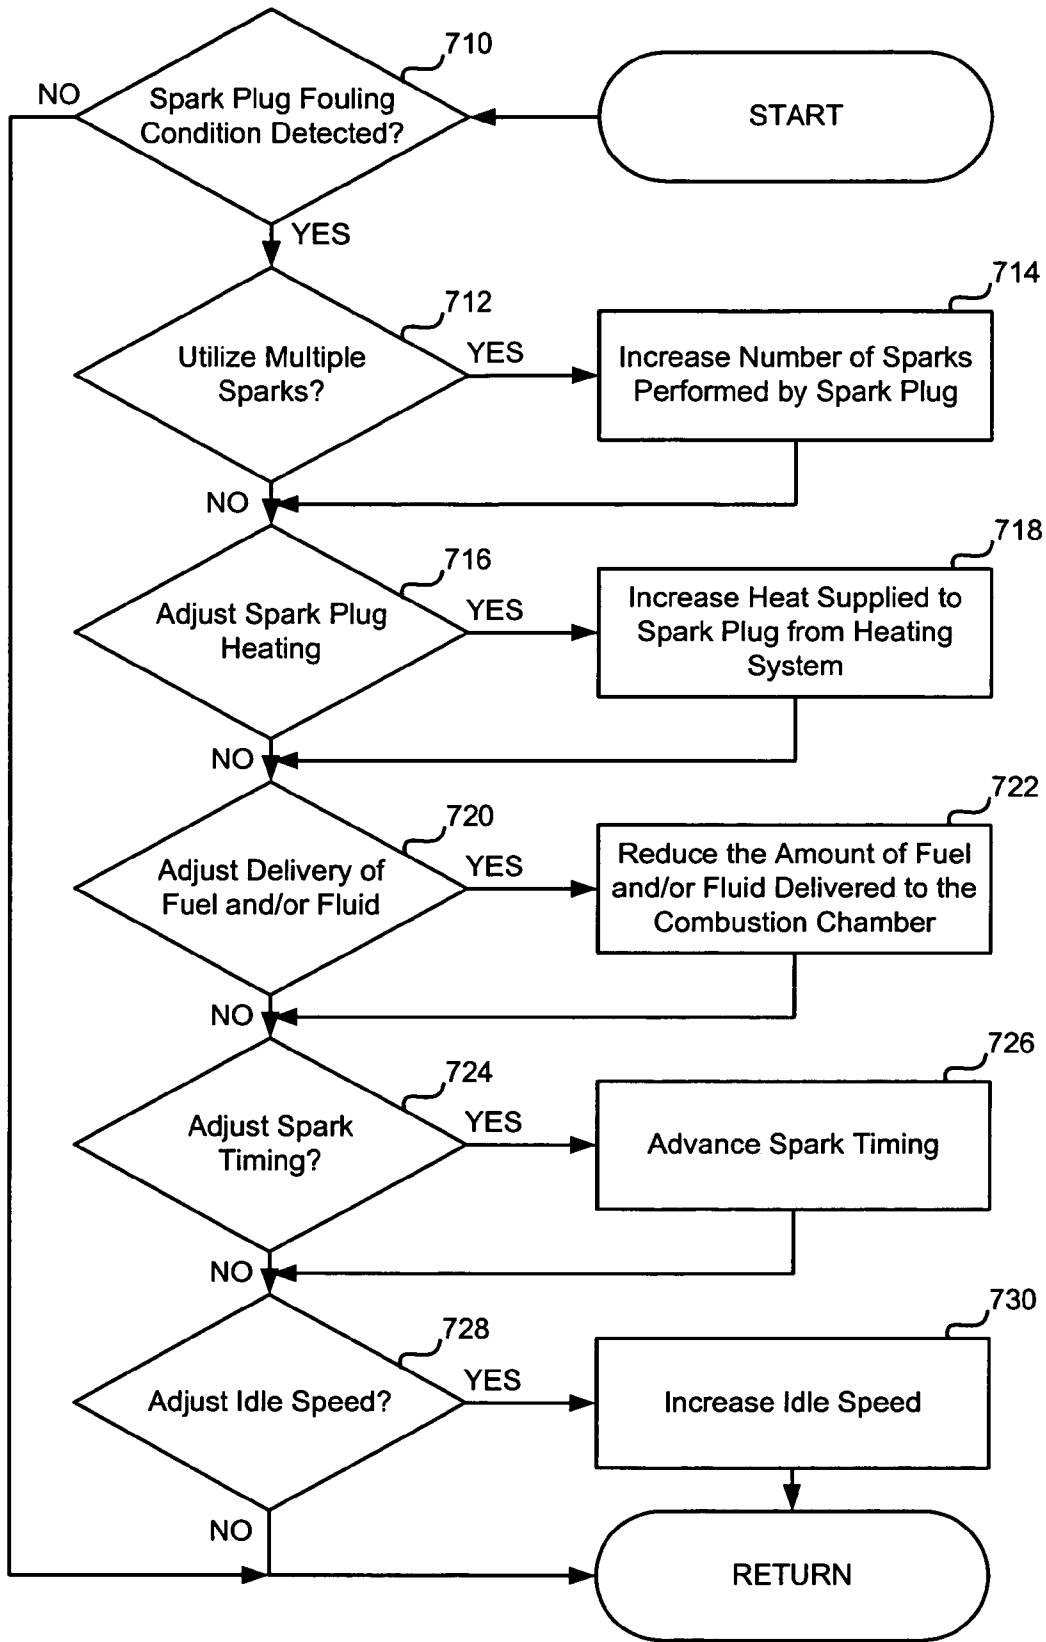 710
START
NO
Spark Plug Fouling
Condition Detected?
YES
712
714
Utilize Multiple
Sparks?
YES
Increase Number of Sparks
Performed by Spark Plug
NO
716
718
Adjust Spark Plug
Heating
YES
Increase Heat Supplied to
Spark Plug from Heating
System
NO
720
722
Adjust Delivery of
Fuel and/or Fluid
YES
Reduce the Amount of Fuel
and/or Fluid Delivered to the
Combustion Chamber
NO
724
726
Adjust Spark
Timing?
YES
Advance Spark Timing
NO
728
730
Adjust Idle Speed?
YES
Increase Idle Speed
NO
RETURN